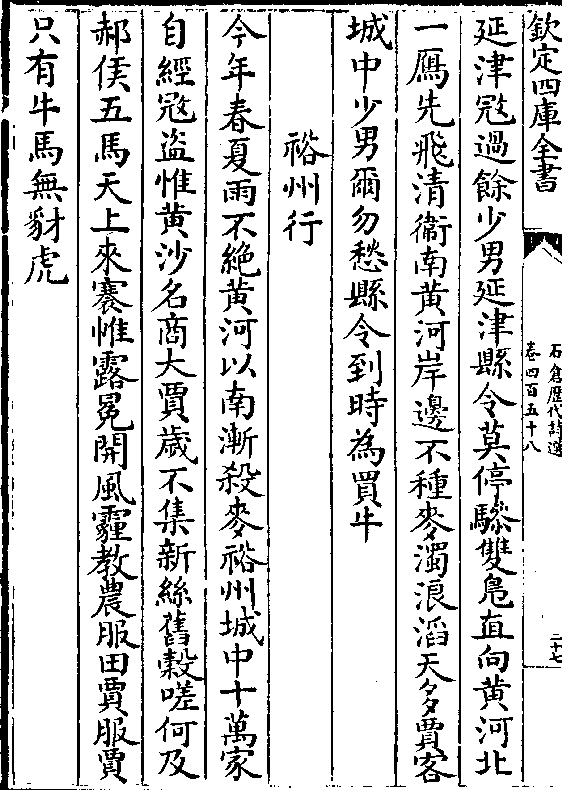 欽定四庫全書
石倉歷代詩選
卷四百五十八
二十七
延津冦過餘少男延津縣令莫停驂雙鳬直向黄河北
一鴈先飛清衞南黄河岸邊不種麥濁浪滔天多賈客
城中少男爾勿愁縣令到時為買牛
裕州行
今年春夏雨不絶黄河以南漸殺麥裕州城中十萬家
自經冦盜惟黄沙名商大賈歲不集新絲舊榖嗟何及
郝侯五馬天上來褰帷露冕開風霾教農服田賈服賈
只有牛馬無豺虎